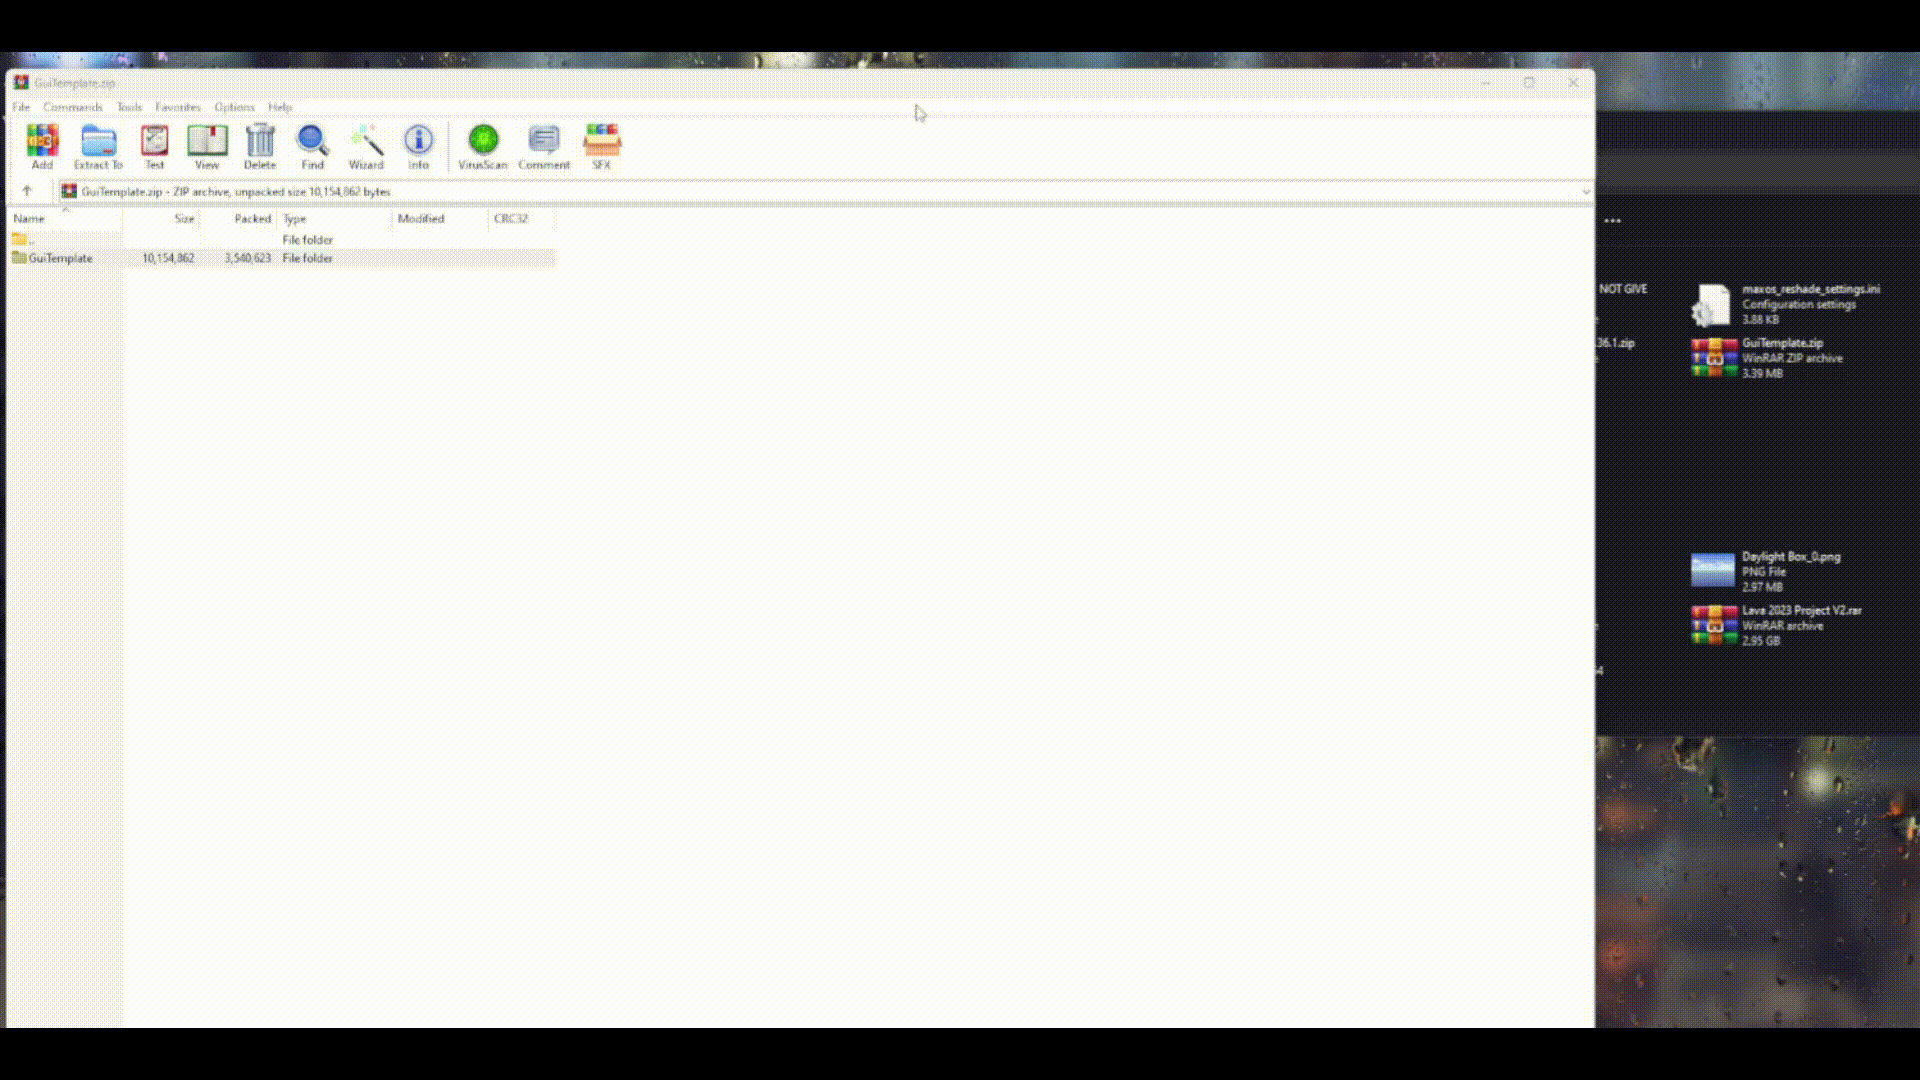 GuiTemplate.zip
File Commands Tools Favorites Options Help
Add Extract To Test View Delete Find Wizard Info VirusScan Comment SFX
GuiTemplate.zip - ZIP archive, unpacked size 10,154,862 bytes
Name Size Packed Type Modified CRC32
.. File folder
GuiTemplate 10,154,862 3,540,623 File folder
...
NOT GIVE
36.1.zip
maxos_reshade_settings.ini
Configuration settings
3.88 KB
GuiTemplate.zip
WinRAR ZIP archive
3.39 MB
Daylight Box_0.png
PNG File
2.97 MB
Lava 2023 Project V2.rar
WinRAR archive
2.95 GB